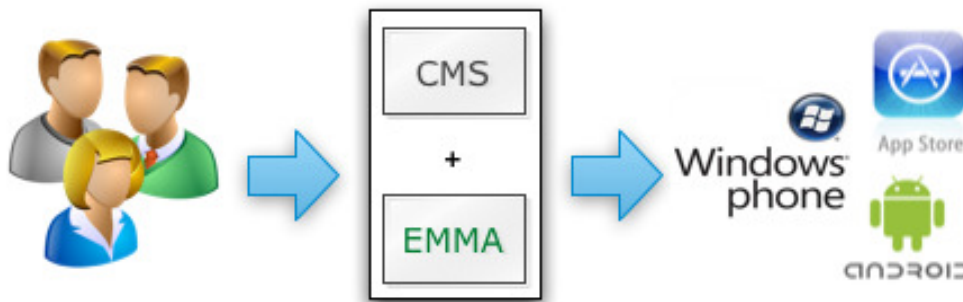 CMS
+
EMMA
Windows
phone
App Store
ANDROID